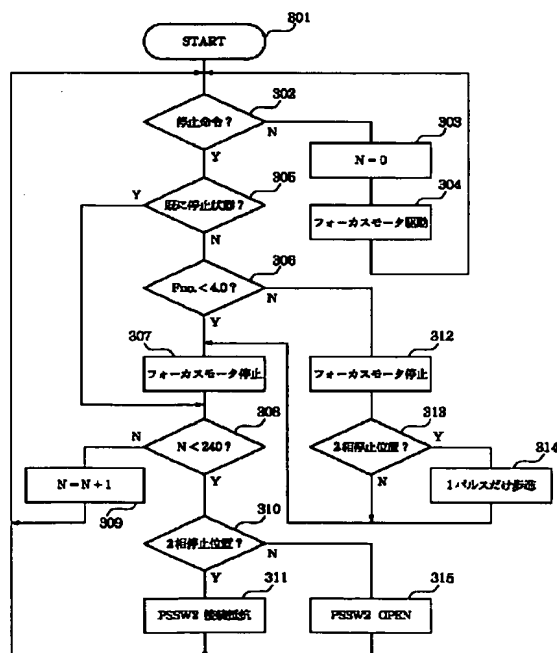 301
START
302
停止命令?
N
Y
303
N=0
304
フォーカスモータ駆動
305
既に停止状態?
Y
N
306
Fno.<4.0?
N
Y
307
フォーカスモータ停止
312
フォーカスモータ停止
308
N<240?
N
Y
313
2相停止位置?
Y
N
314
1パルスだけ歩進
N=N+1
309
310
2相停止位置?
N
Y
311
PSSW2 接続抵抗
315
PSSW2 OPEN